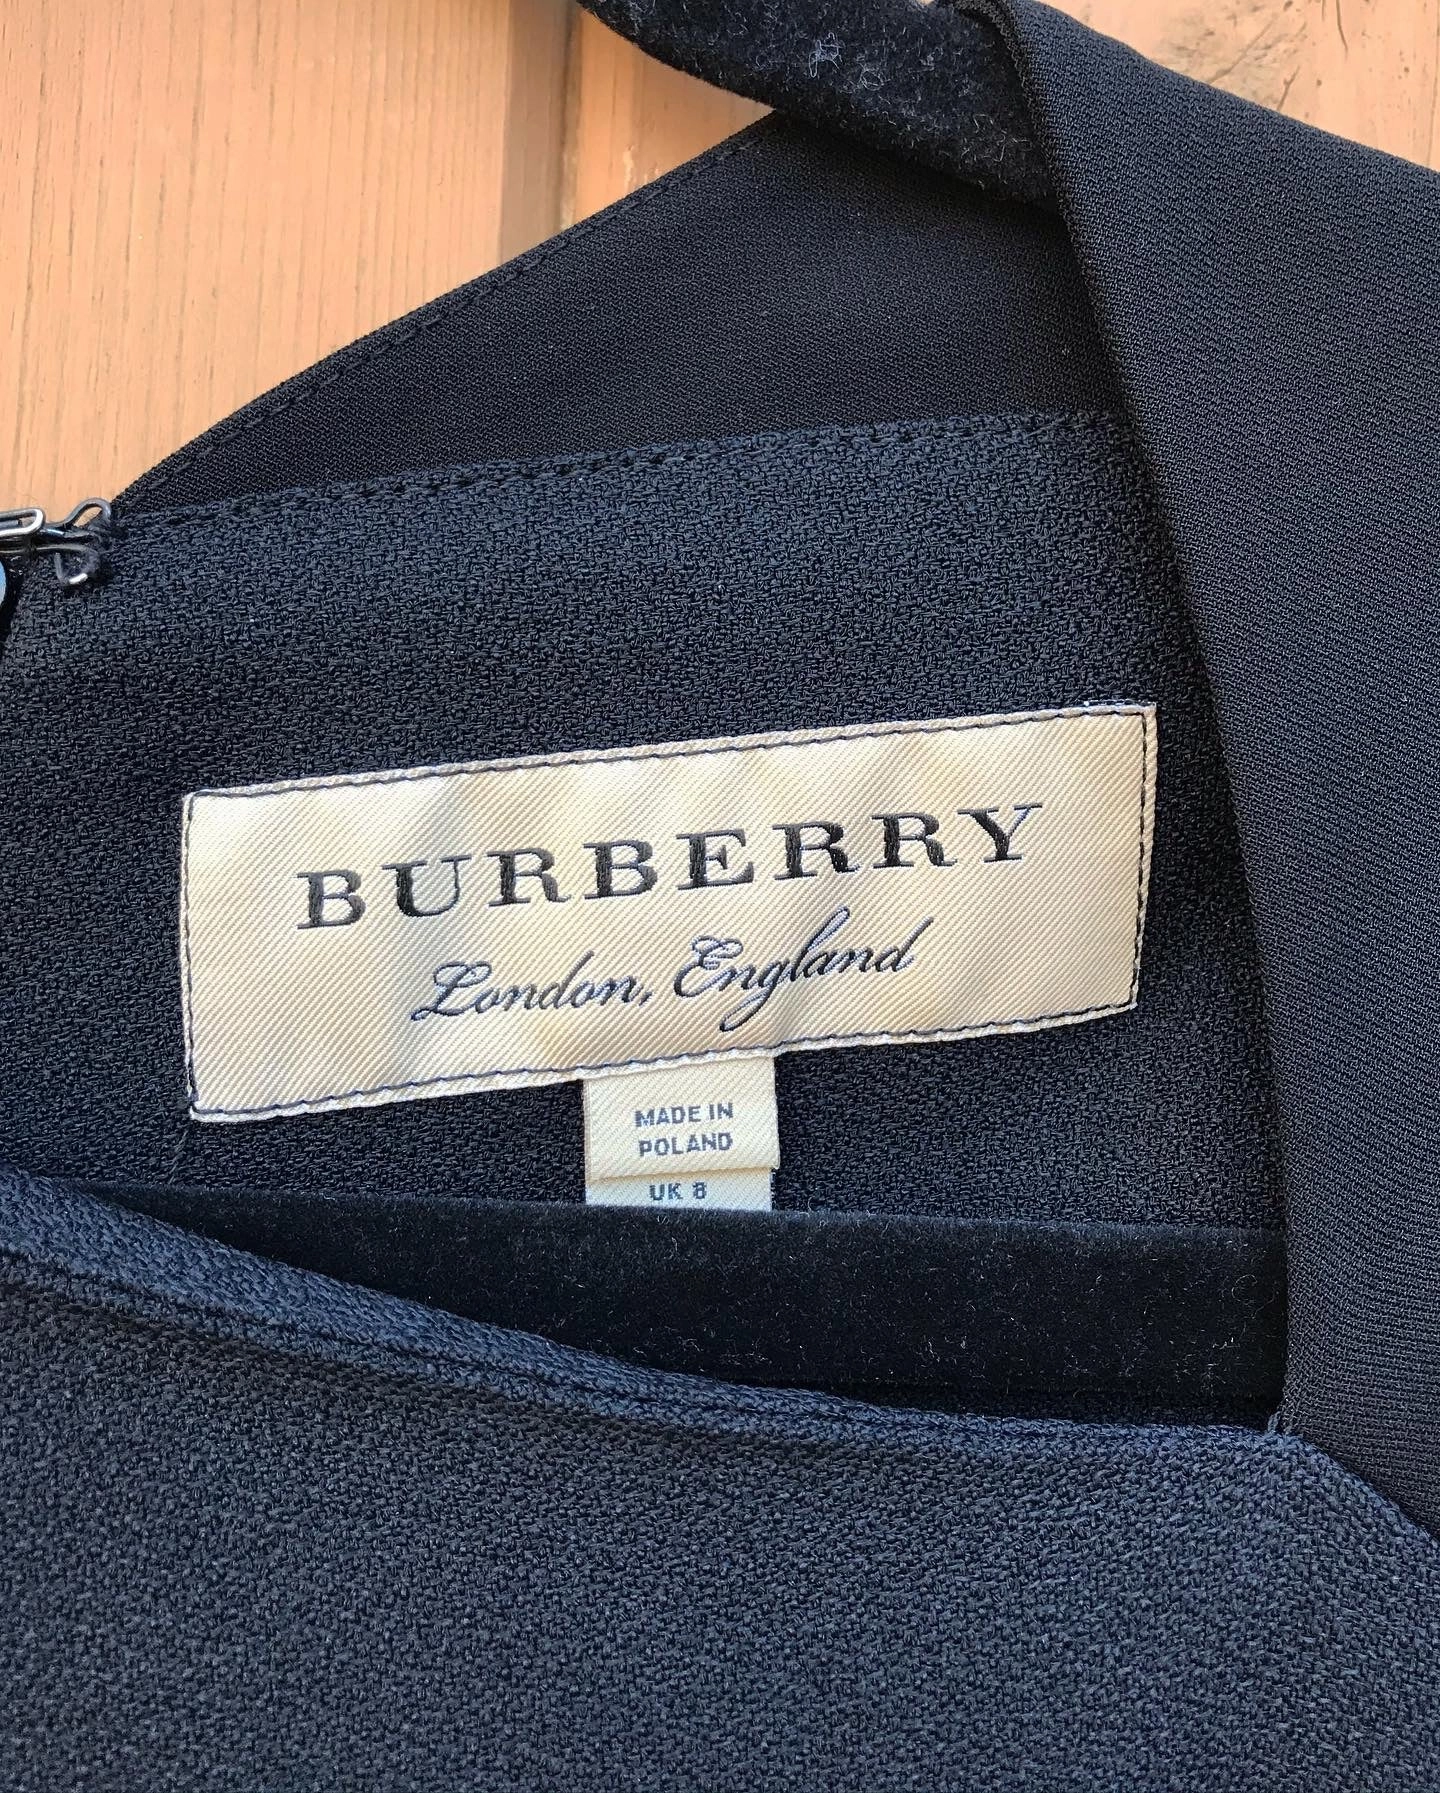 BURBERRY
London, England
MADE IN
POLAND
UK 8